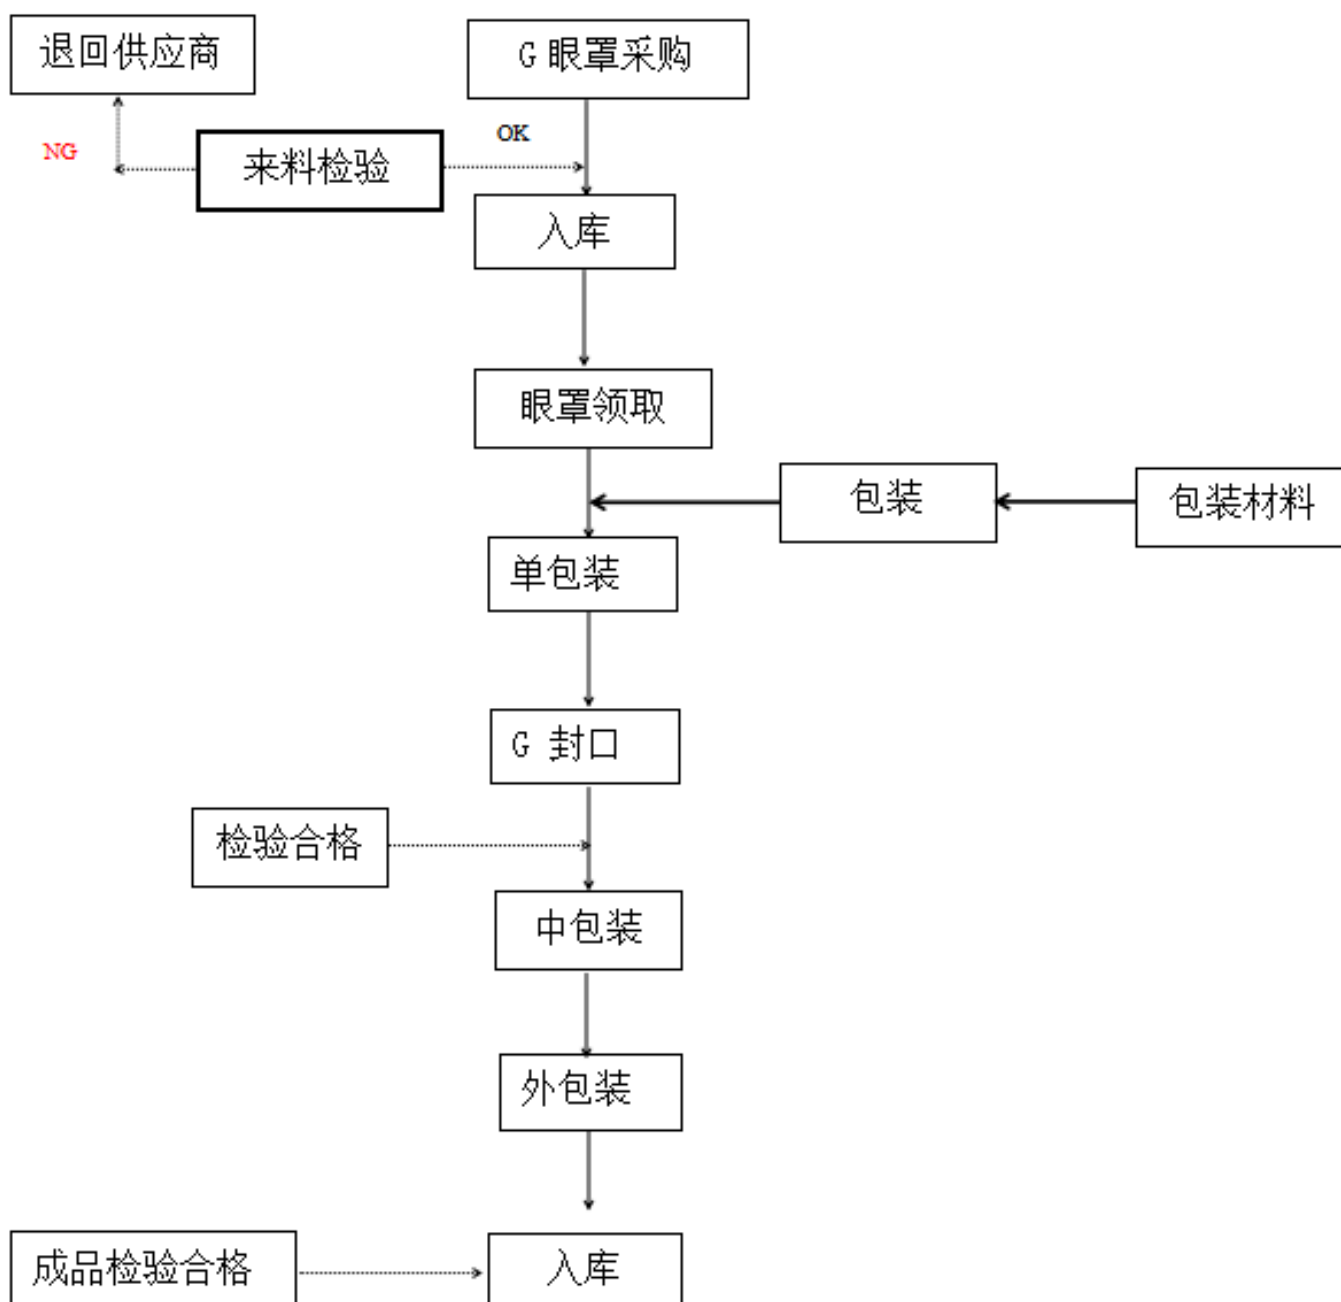 退回供应商
G 眼罩采购
NG
来料检验
OK
入库
眼罩领取
包装
包装材料
单包装
G 封口
检验合格
中包装
外包装
成品检验合格
入库